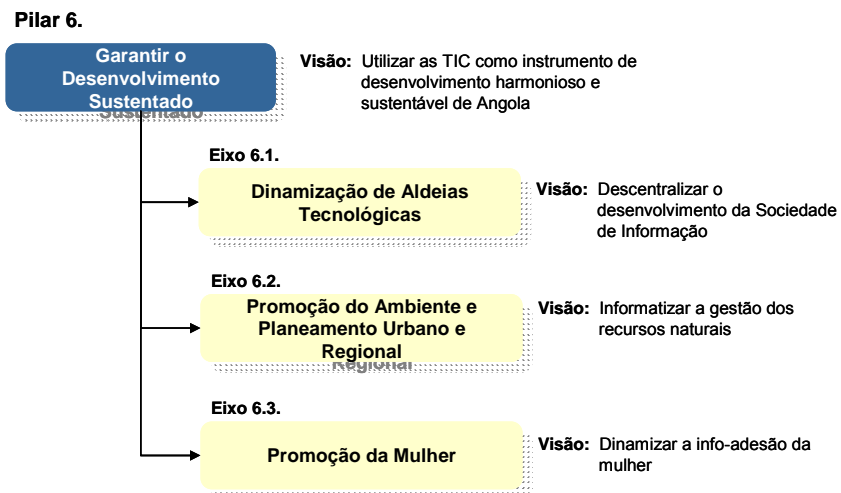 Pilar 6.
Garantir o
Desenvolvimento
Sustentado
Visão: Utilizar as TIC como instrumento de
desenvolvimento harmonioso e
sustentável de Angola
Eixo 6.1.
Dinamização de Aldeias
Tecnológicas
Visão: Descentralizar o
desenvolvimento da Sociedade
de Informação
Eixo 6.2.
Promoção do Ambiente e
Planeamento Urbano e
Regional
Visão: Informatizar a gestão dos
recursos naturais
Eixo 6.3.
Promoção da Mulher
Visão: Dinamizar a info-adesão da
mulher